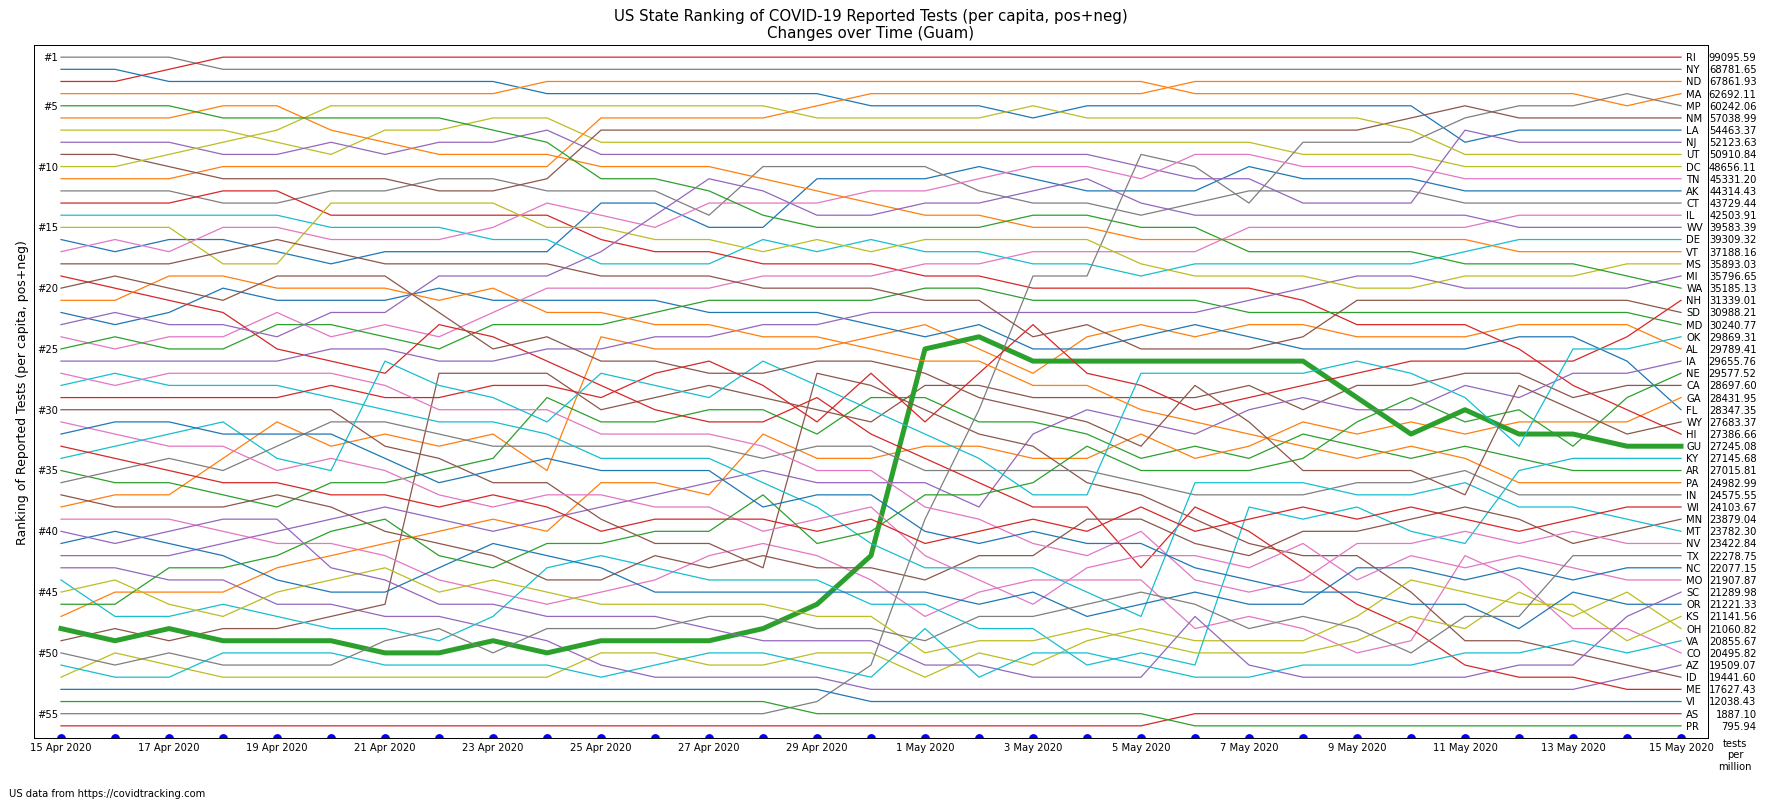 US State Ranking of COVID-19 Reported Tests (per capita, pos+neg)
Changes over Time (Guam)
Ranking of Reported Tests (per capita, pos+neg)
#1
#5
#10
#15
#20
#25
#30
#35
#40
#45
#50
#55
RI 99095.59
NY 68781.65
ND 67861.93
MA 62692.11
MP 60242.06
NM 57038.99
LA 54463.37
NJ 52123.63
UT 50910.84
DC 48656.11
TN 45331.20
AK 44314.43
CT 43729.44
IL 42503.91
WV 39583.39
DE 39309.32
VT 37188.16
MS 35893.03
MI 35796.65
WA 35185.13
NH 31339.01
SD 30988.21
MD 30240.77
OK 29869.31
AL 29789.41
IA 29655.76
NE 29577.52
CA 28697.60
GA 28431.95
FL 28347.35
WY 27683.37
HI 27386.66
GU 27245.08
KY 27145.68
AR 27015.81
PA 24982.99
IN 24575.55
WI 24103.67
MN 23879.04
MT 23782.30
NV 23422.84
TX 22278.75
NC 22077.15
MO 21907.87
SC 21289.98
OR 21221.33
KS 21141.56
OH 21060.82
VA 20855.67
CO 20495.82
AZ 19509.07
ID 19441.60
ME 17627.43
VI 12038.43
AS 1887.10
PR 795.94
15 Apr 2020 17 Apr 2020 19 Apr 2020 21 Apr 2020 23 Apr 2020 25 Apr 2020 27 Apr 2020 29 Apr 2020 1 May 2020 3 May 2020 5 May 2020 7 May 2020 9 May 2020 11 May 2020 13 May 2020 15 May 2020
tests
per
million
US data from https://covidtracking.com